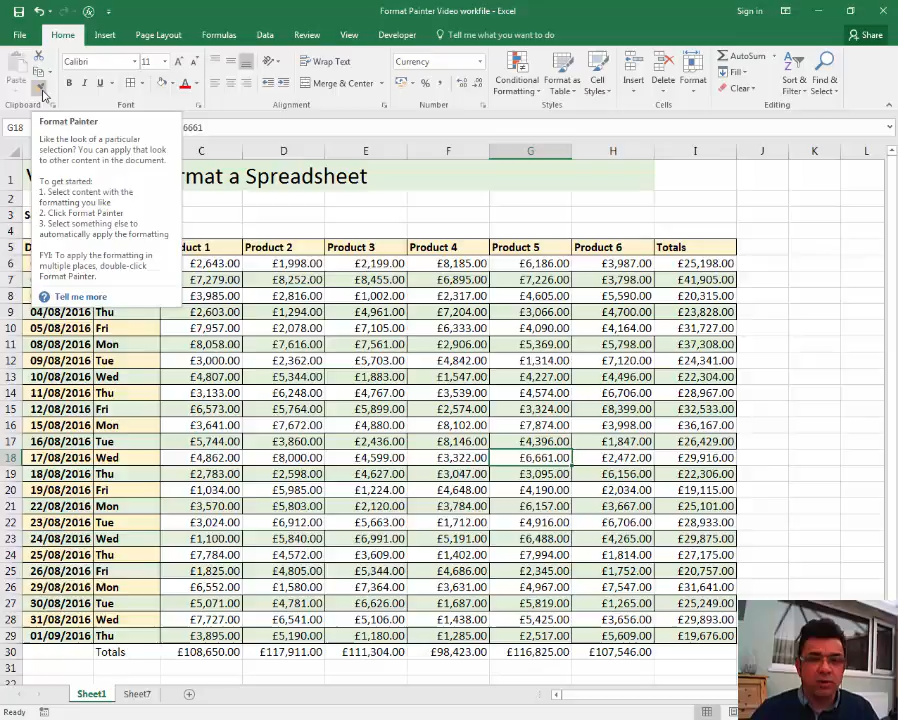 Format Painter Video workfile - Excel
Sign in
File Home Insert Page Layout Formulas Data Review View Developer Tell me what you want to do Share
Paste
Calibri 11
Wrap Text
Merge & Center
Currency
Conditional Formatting
Format as Table
Cell Styles
Insert Delete Format
AutoSum
Fill
Clear
Sort & Filter
Find & Select
Clipboard Font Alignment Number Styles Cells Editing
G18 6661
Format Painter
Like the look of a particular
selection? You can apply that look
to other content in the document.
To get started:
1. Select content with the
formatting you like
2. Click Format Painter
3. Select something else to
automatically apply the formatting
FYI: To apply the formatting in
multiple places, double-click
Format Painter.
Tell me more
C D E F G H I J K L
1 rmat a Spreadsheet
2
3 S
4
5 D duct 1 Product 2 Product 3 Product 4 Product 5 Product 6 Totals
6 £2,643.00 £1,998.00 £2,199.00 £8,185.00 £6,186.00 £3,987.00 £25,198.00
7 £7,279.00 £8,252.00 £8,455.00 £6,895.00 £7,226.00 £3,798.00 £41,905.00
8 £3,985.00 £2,816.00 £1,002.00 £2,317.00 £4,605.00 £5,590.00 £20,315.00
9 04/08/2016 Thu £2,603.00 £1,294.00 £4,961.00 £7,204.00 £3,066.00 £4,700.00 £23,828.00
10 05/08/2016 Fri £7,957.00 £2,078.00 £7,105.00 £6,333.00 £4,090.00 £4,164.00 £31,727.00
11 08/08/2016 Mon £8,058.00 £7,616.00 £7,561.00 £2,906.00 £5,369.00 £5,798.00 £37,308.00
12 09/08/2016 Tue £3,000.00 £2,362.00 £5,703.00 £4,842.00 £1,314.00 £7,120.00 £24,341.00
13 10/08/2016 Wed £4,807.00 £5,344.00 £1,883.00 £1,547.00 £4,227.00 £4,496.00 £22,304.00
14 11/08/2016 Thu £3,133.00 £6,248.00 £4,767.00 £3,539.00 £4,574.00 £6,706.00 £28,967.00
15 12/08/2016 Fri £6,573.00 £5,764.00 £5,899.00 £2,574.00 £3,324.00 £8,399.00 £32,533.00
16 15/08/2016 Mon £3,641.00 £7,672.00 £4,880.00 £8,102.00 £7,874.00 £3,998.00 £36,167.00
17 16/08/2016 Tue £5,744.00 £3,860.00 £2,436.00 £8,146.00 £4,396.00 £1,847.00 £26,429.00
18 17/08/2016 Wed £4,862.00 £8,000.00 £4,599.00 £3,322.00 £6,661.00 £2,472.00 £29,916.00
19 18/08/2016 Thu £2,783.00 £2,598.00 £4,627.00 £3,047.00 £3,095.00 £6,156.00 £22,306.00
20 19/08/2016 Fri £1,034.00 £5,985.00 £1,224.00 £4,648.00 £4,190.00 £2,034.00 £19,115.00
21 22/08/2016 Mon £3,570.00 £5,803.00 £2,120.00 £3,784.00 £6,157.00 £3,667.00 £25,101.00
22 23/08/2016 Tue £3,024.00 £6,912.00 £5,663.00 £1,712.00 £4,916.00 £6,706.00 £28,933.00
23 24/08/2016 Wed £1,100.00 £5,840.00 £6,991.00 £5,191.00 £6,488.00 £4,265.00 £29,875.00
24 25/08/2016 Thu £7,784.00 £4,572.00 £3,609.00 £1,402.00 £7,994.00 £1,814.00 £27,175.00
25 26/08/2016 Fri £1,825.00 £4,805.00 £5,344.00 £4,686.00 £2,345.00 £1,752.00 £20,757.00
26 29/08/2016 Mon £6,552.00 £1,580.00 £7,364.00 £3,631.00 £4,967.00 £7,547.00 £31,641.00
27 30/08/2016 Tue £5,071.00 £4,781.00 £6,626.00 £1,687.00 £5,819.00 £1,265.00 £25,249.00
28 31/08/2016 Wed £7,727.00 £6,541.00 £5,106.00 £1,438.00 £5,425.00 £3,656.00 £29,893.00
29 01/09/2016 Thu £3,895.00 £5,190.00 £1,180.00 £1,285.00 £2,517.00 £5,609.00 £19,676.00
30 Totals £108,650.00 £117,911.00 £111,304.00 £98,423.00 £116,825.00 £107,546.00
31
32
Sheet1 Sheet7
Ready